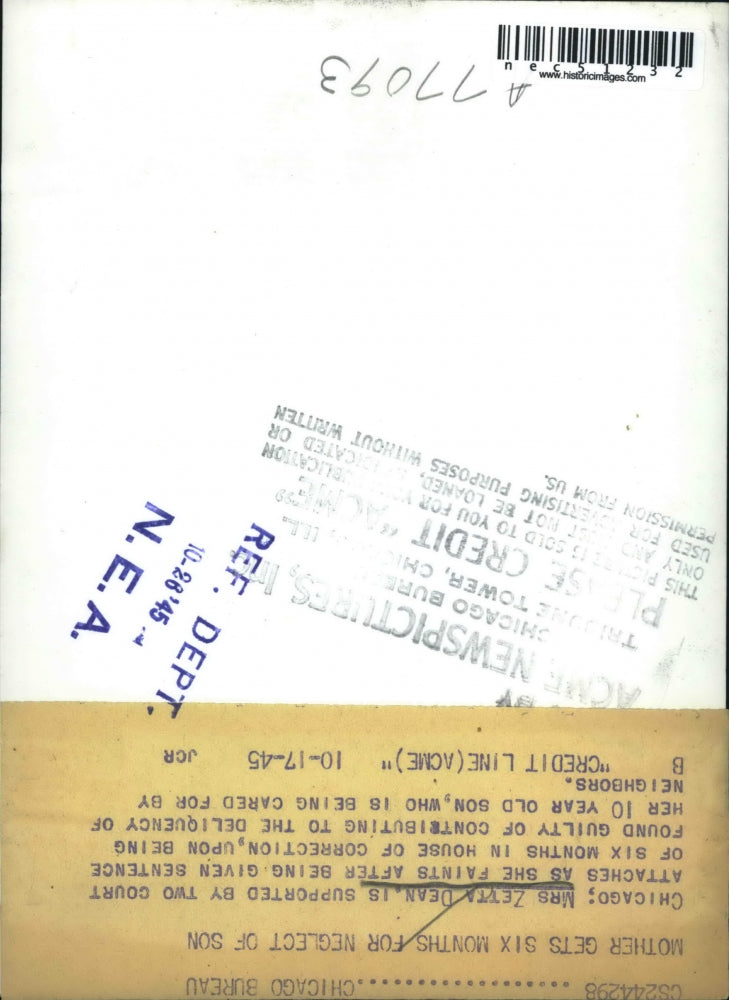 nec51232
www.historicimages.com
A77093
CS244298 ..................CHICAGO BUREAU
MOTHER GETS SIX MONTHS FOR NEGLECT OF SON
CHICAGO; MRS ZETTA DEAN, IS SUPPORTED BY TWO COURT
ATTACHES AS SHE FAINTS AFTER BEING GIVEN SENTENCE
OF SIX MONTHS IN HOUSE OF CORRECTION,UPON BEING
FOUND GUILTY OF CONTRIBUTING TO THE DELIQUENCY OF
HER 10 YEAR OLD SON,WHO IS BEING CARED FOR BY
NEIGHBORS.
B "CREDIT LINE(ACME)" 10-17-45 JCR
BY
ACME NEWSPICTURES, Inc.
CHICAGO
TRIBUNE TOWER, ILL.
PLEASE CREDIT "ACME"
THIS PICTURE IS SOLD TO YOU FOR PUBLICATION
ONLY AND MUST NOT BE LOANED, OR
USED FOR ADVERTISING PURPOSES WITHOUT WRITTEN
PERMISSION FROM US.
REF. DEPT.
10-26'45
N.E.A.